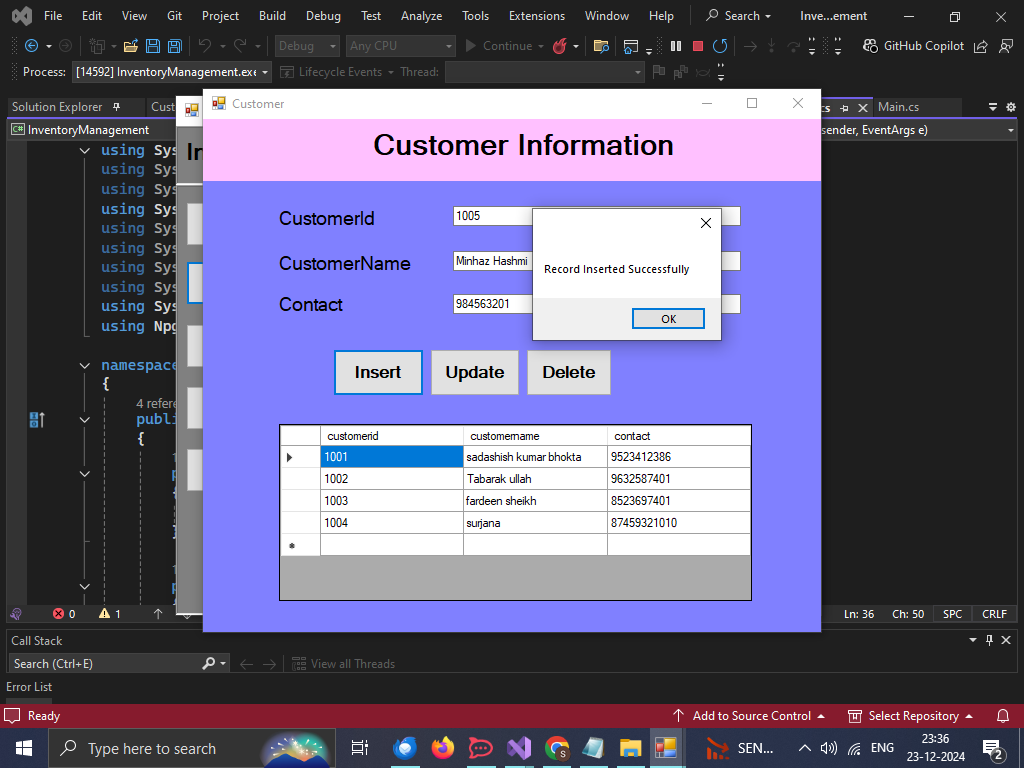 File Edit View Git Project Build Debug Test Analyze Tools Extensions Window Help Search Inve...ement
Debug Any CPU Continue GitHub Copilot
Process: [14592] InventoryManagement.exe Lifecycle Events Thread:
Solution Explorer Cust cs Main.cs
InventoryManagement sender, EventArgs e)
Customer
Customer Information
In
using Sys
using Sys
using Sys
using Sys
using Sys
using Sys
using Sys
using Sys
using Sys
using Npg
namespace
{
4 refere
publi
{
CustomerId 1005
CustomerName Minhaz Hashmi
Contact 984563201
Record Inserted Successfully
OK
Insert Update Delete
customerid customername contact
1001 sadashish kumar bhokta 9523412386
1002 Tabarak ullah 9632587401
1003 fardeen sheikh 8523697401
1004 surjana 87459321010
0 1 Ln: 36 Ch: 50 SPC CRLF
Call Stack
Search (Ctrl+E) View all Threads
Error List
Ready Add to Source Control Select Repository
Type here to search SEN... ENG 23:36
23-12-2024 2